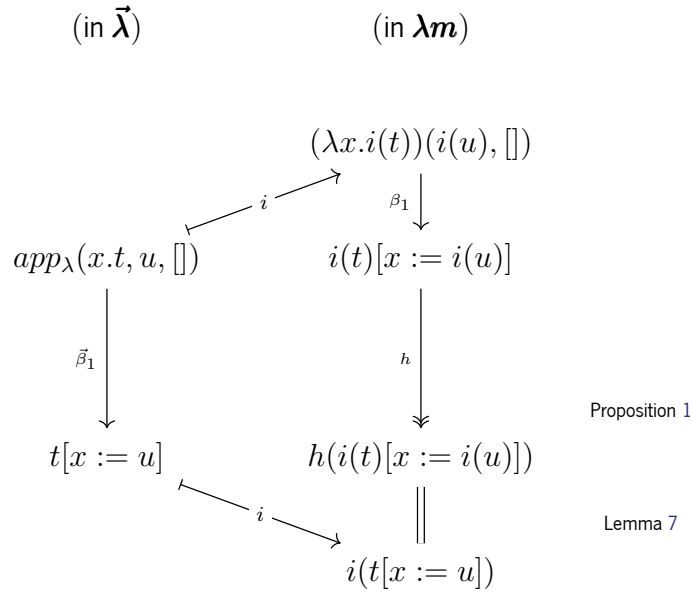 (in λ⃗) (in λm)
(λx.i(t))(i(u), [])
i
β₁
app_λ(x.t, u, []) i(t)[x := i(u)]
β⃗₁ h
Proposition 1
t[x := u] h(i(t)[x := i(u)])
i
Lemma 7
i(t[x := u])